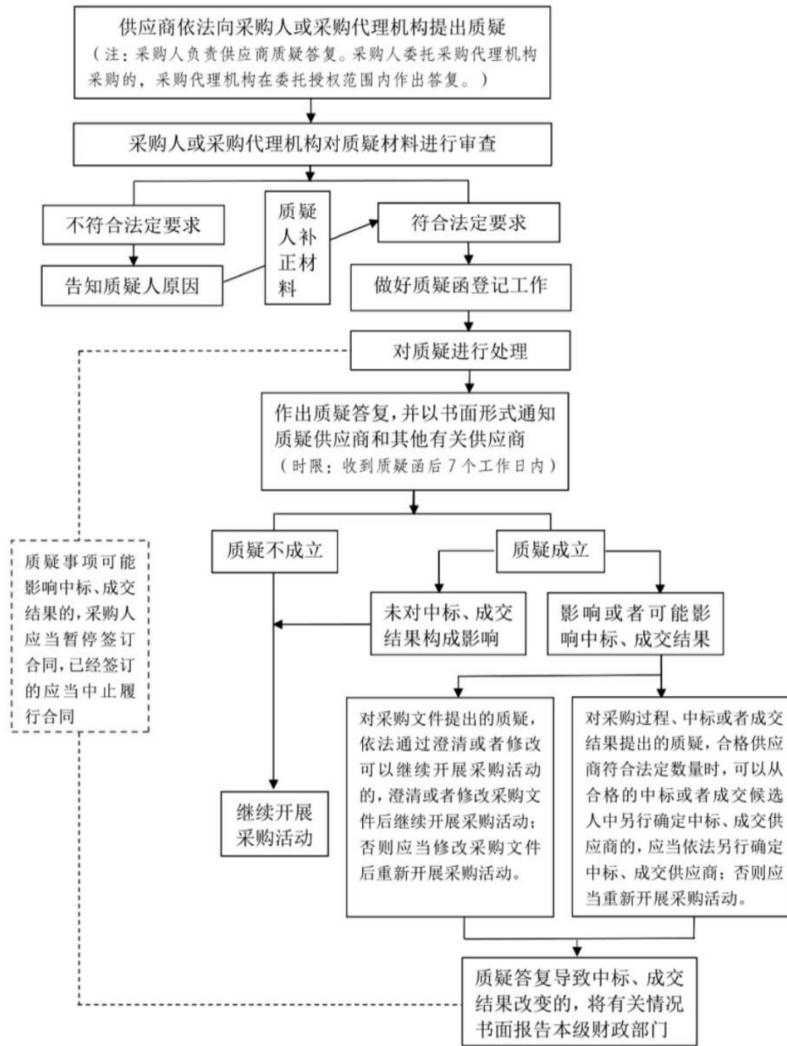 供应商依法向采购人或采购代理机构提出质疑
(注：采购人负责供应商质疑答复。采购人委托采购代理机构
采购的，采购代理机构在委托授权范围内作出答复。)
采购人或采购代理机构对质疑材料进行审查
不符合法定要求
质疑
人补
正材
料
符合法定要求
告知质疑人原因
做好质疑函登记工作
对质疑进行处理
作出质疑答复,并以书面形式通知
质疑供应商和其他有关供应商
(时限：收到质疑函后7个工作日内)
质疑不成立
质疑成立
质疑事项可能
影响中标、成交
结果的,采购人
应当暂停签订
合同,已经签订
的应当中止履
行合同
未对中标、成交
结果构成影响
影响或者可能影
响中标、成交结果
对采购文件提出的质疑，
依法通过澄清或者修改
可以继续开展采购活动
的，澄清或者修改采购文
件后继续开展采购活动；
否则应当修改采购文件
后重新开展采购活动。
对采购过程、中标或者成交
结果提出的质疑，合格供应
商符合法定数量时，可以从
合格的中标或者成交候选
人中另行确定中标、成交供
应商的，应当依法另行确定
中标、成交供应商；否则应
当重新开展采购活动。
继续开展
采购活动
质疑答复导致中标、成交
结果改变的，将有关情况
书面报告本级财政部门